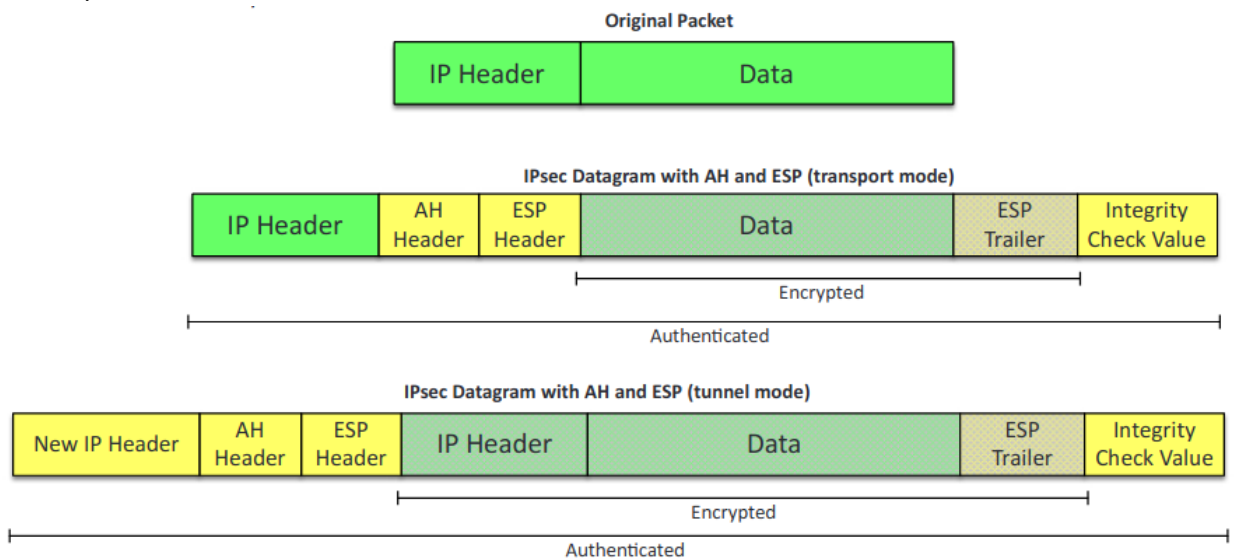 Original Packet
IP Header
Data
IPsec Datagram with AH and ESP (transport mode)
IP Header
AH
Header
ESP
Header
Data
ESP
Trailer
Integrity
Check Value
Encrypted
Authenticated
IPsec Datagram with AH and ESP (tunnel mode)
New IP Header
AH
Header
ESP
Header
IP Header
Data
ESP
Trailer
Integrity
Check Value
Encrypted
Authenticated